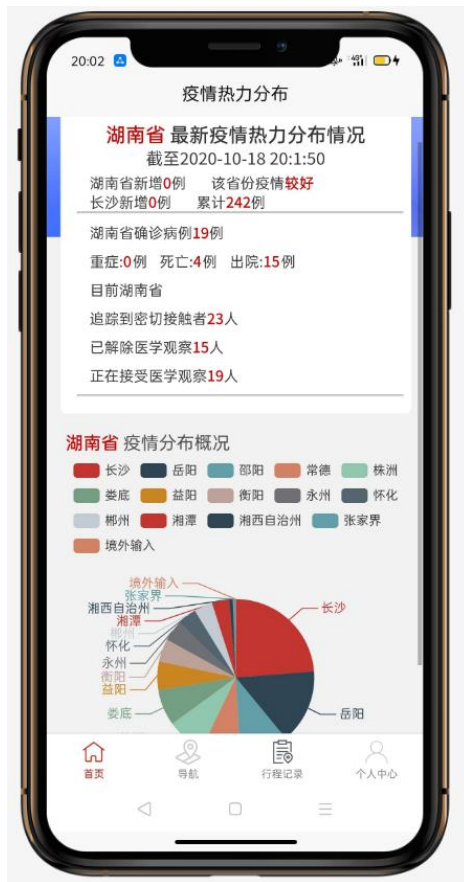 20:02
疫情热力分布
湖南省 最新疫情热力分布情况
截至2020-10-18 20:1:50
湖南省新增0例 该省份疫情较好
长沙新增0例 累计242例
湖南省确诊病例19例
重症:0例 死亡:4例 出院:15例
目前湖南省
追踪到密切接触者23人
已解除医学观察15人
正在接受医学观察19人
湖南省 疫情分布概况
长沙 岳阳 邵阳 常德 株洲
娄底 益阳 衡阳 永州 怀化
郴州 湘潭 湘西自治州 张家界
境外输入
境外输入
张家界
湘西自治州
长沙
湘潭
郴州
怀化
永州
衡阳
益阳
娄底
岳阳
首页 导航 行程记录 个人中心